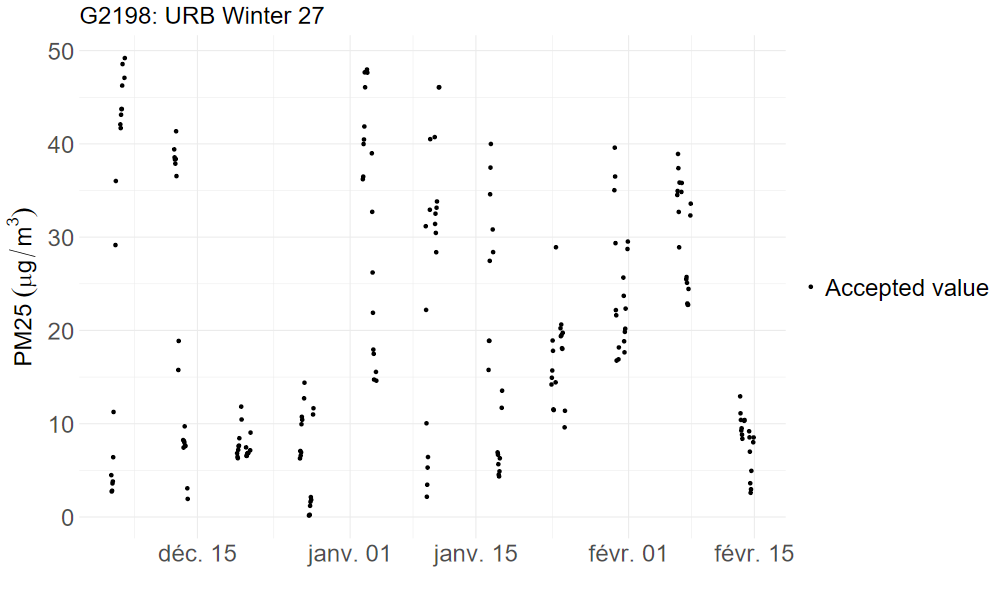 G2198: URB Winter 27
PM25 (μg/m³)
50
40
30
20
10
0
déc. 15 janv. 01 janv. 15 févr. 01 févr. 15
Accepted value